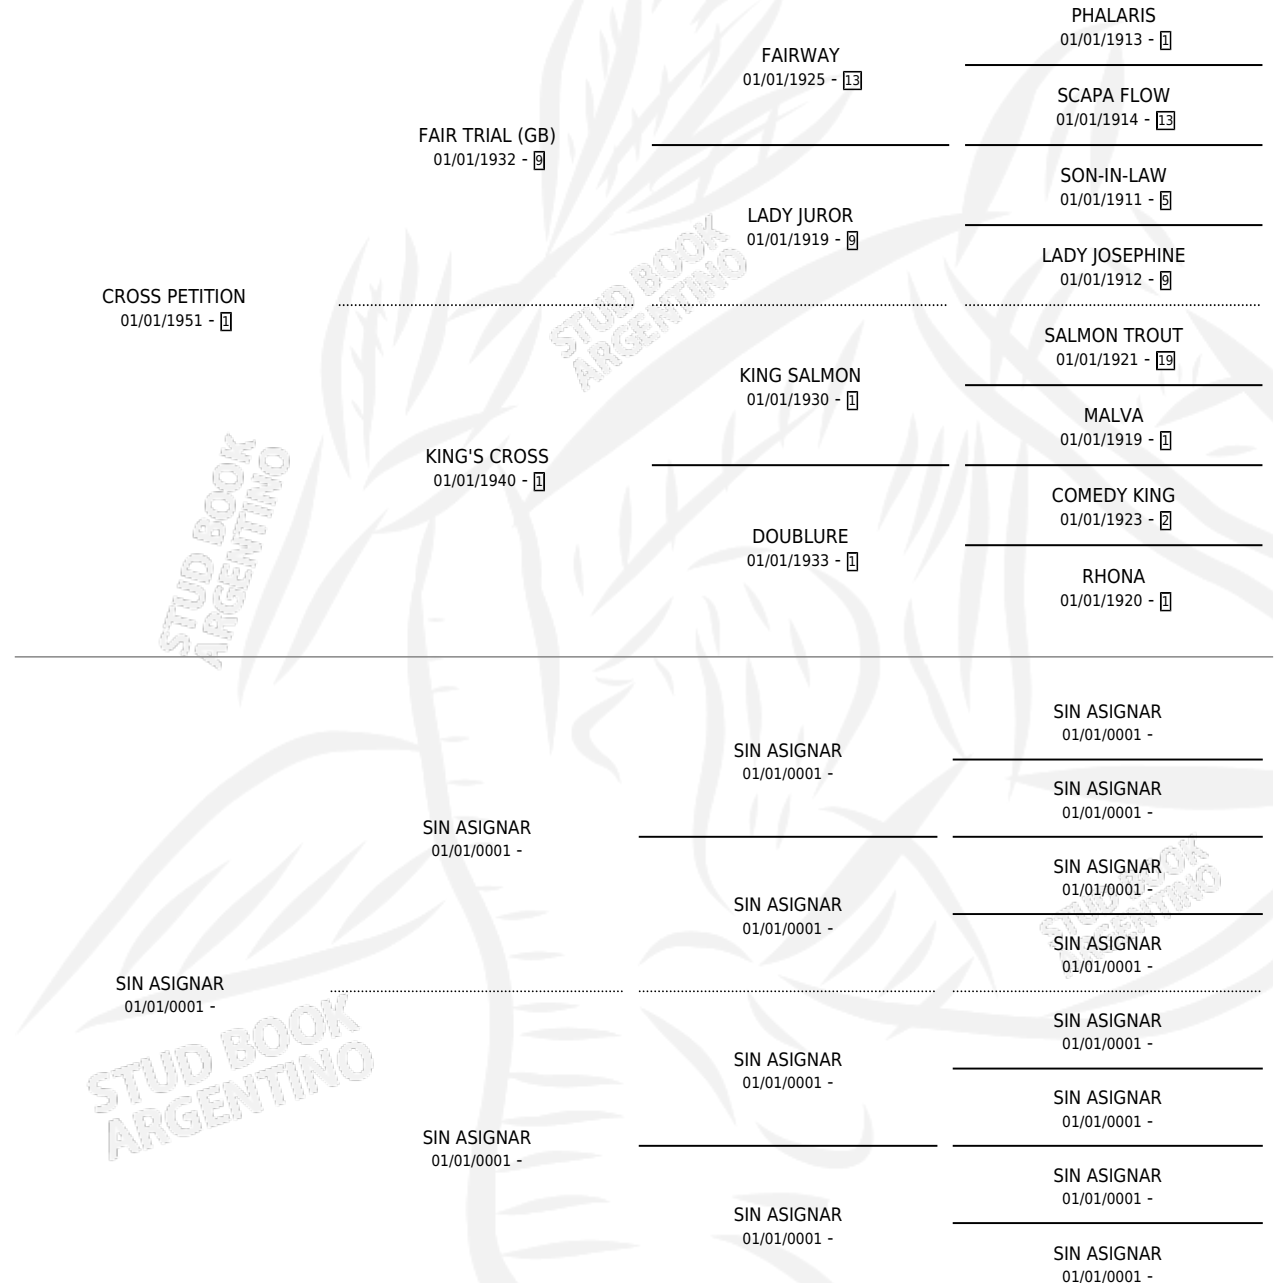 PHALARIS
01/01/1913 - 1
FAIRWAY
01/01/1925 - 13
SCAPA FLOW
01/01/1914 - 13
FAIR TRIAL (GB)
01/01/1932 - 9
SON-IN-LAW
01/01/1911 - 5
LADY JUROR
01/01/1919 - 9
LADY JOSEPHINE
01/01/1912 - 9
CROSS PETITION
01/01/1951 - 1
SALMON TROUT
01/01/1921 - 19
KING SALMON
01/01/1930 - 1
MALVA
01/01/1919 - 1
KING'S CROSS
01/01/1940 - 1
COMEDY KING
01/01/1923 - 2
DOUBLURE
01/01/1933 - 1
RHONA
01/01/1920 - 1
STUD BOOK
ARGENTINO
STUD BOOK
ARGENTINO
SIN ASIGNAR
01/01/0001 -
SIN ASIGNAR
01/01/0001 -
SIN ASIGNAR
01/01/0001 -
SIN ASIGNAR
01/01/0001 -
SIN ASIGNAR
01/01/0001 -
SIN ASIGNAR
01/01/0001 -
SIN ASIGNAR
01/01/0001 -
SIN ASIGNAR
01/01/0001 -
SIN ASIGNAR
01/01/0001 -
SIN ASIGNAR
01/01/0001 -
SIN ASIGNAR
01/01/0001 -
SIN ASIGNAR
01/01/0001 -
SIN ASIGNAR
01/01/0001 -
SIN ASIGNAR
01/01/0001 -
SIN ASIGNAR
01/01/0001 -
STUD BOOK
ARGENTINO
STUD BOOK
ARGENTINO